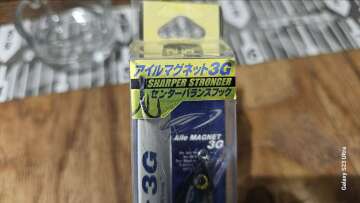 DUEL
アイルマグネット3G
SHARPER STRONGER
センターバランスフック
Aile MAGNET
3G
3G
Galaxy S23 Ultra